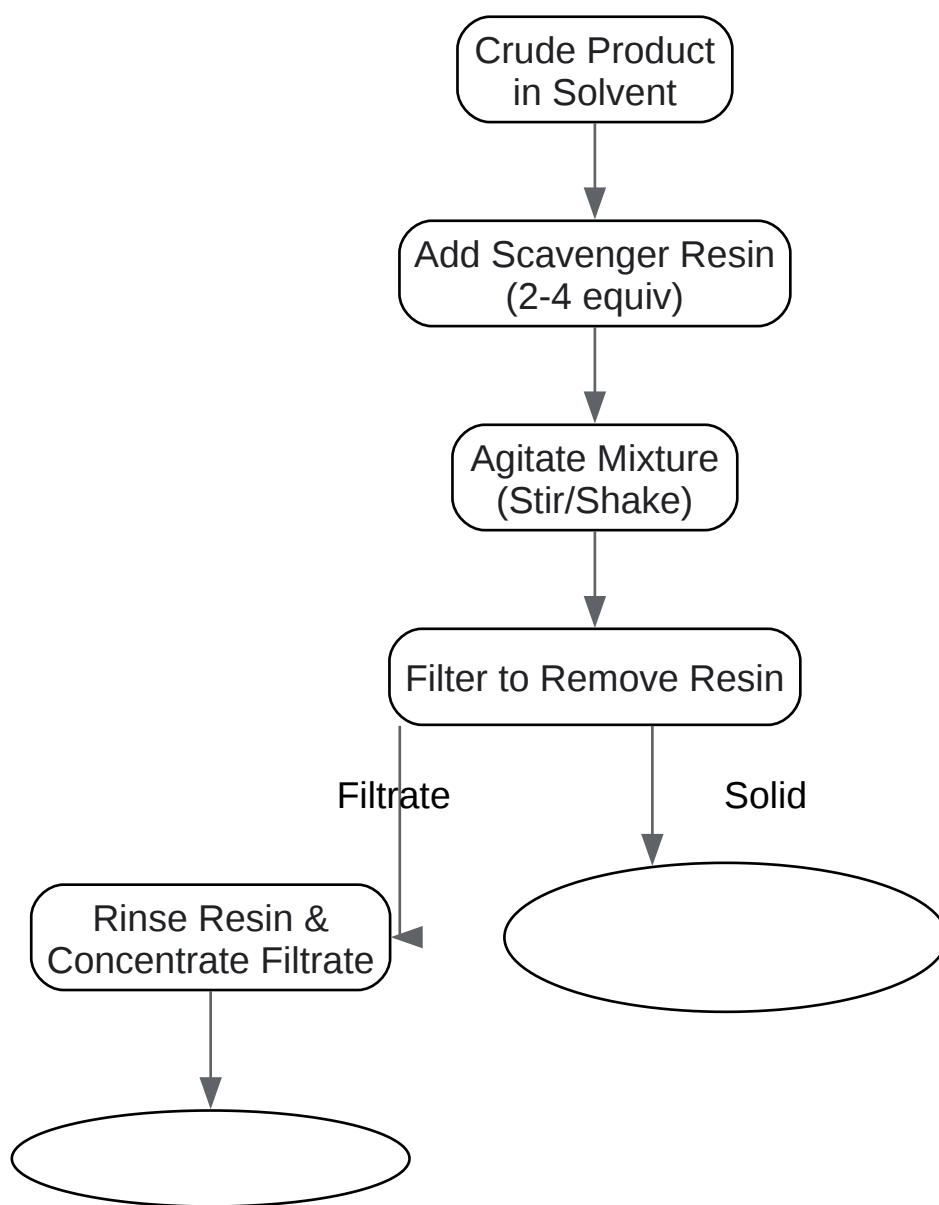 Crude Product
in Solvent
Add Scavenger Resin
(2-4 equiv)
Agitate Mixture
(Stir/Shake)
Filter to Remove Resin
Filtrate
Solid
Rinse Resin &
Concentrate Filtrate